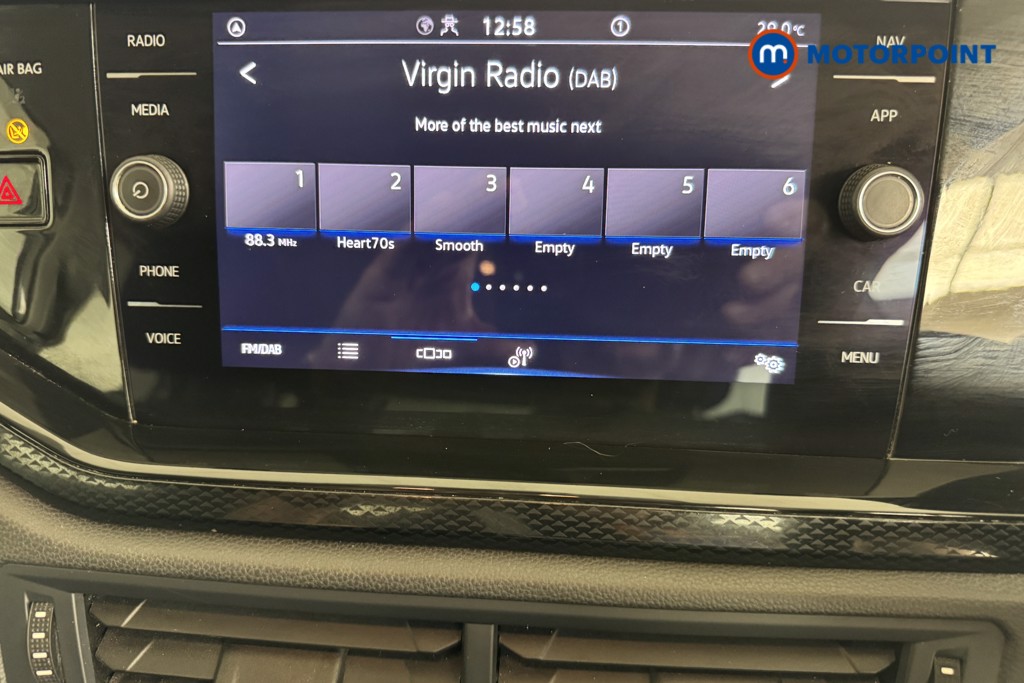 12:58
1
NAV
m MOTORPOINT
RADIO
AIR BAG
MEDIA
PHONE
VOICE
Virgin Radio (DAB)
More of the best music next
1 2 3 4 5 6
88.3 MHz Heart70s Smooth Empty Empty Empty
FM/DAB
APP
CAR
MENU